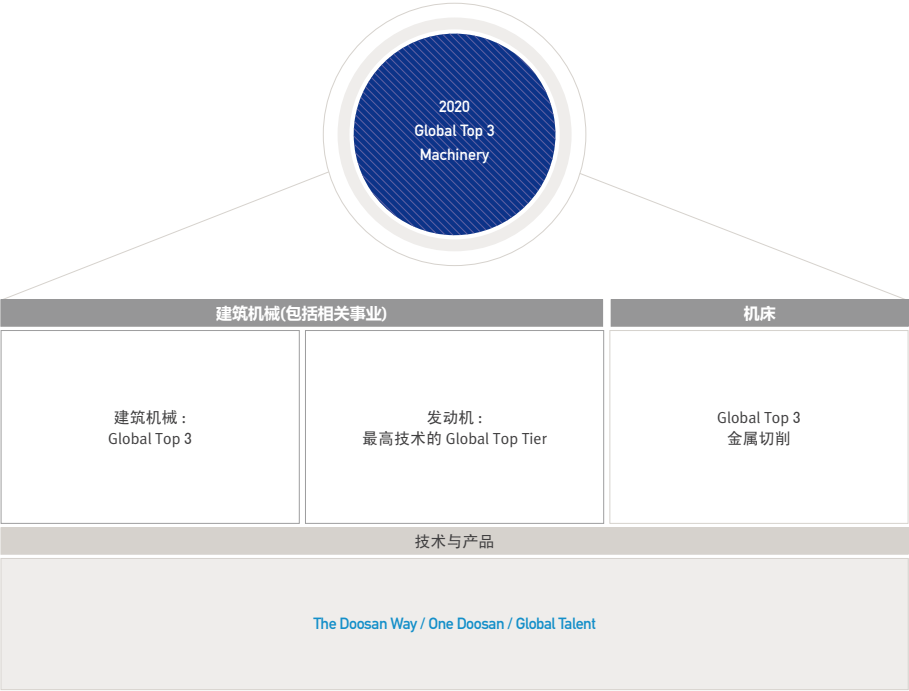 2020
Global Top 3
Machinery
建筑机械(包括相关事业)
机床
建筑机械 :
Global Top 3
发动机 :
最高技术的 Global Top Tier
Global Top 3
金属切削
技术与产品
The Doosan Way / One Doosan / Global Talent